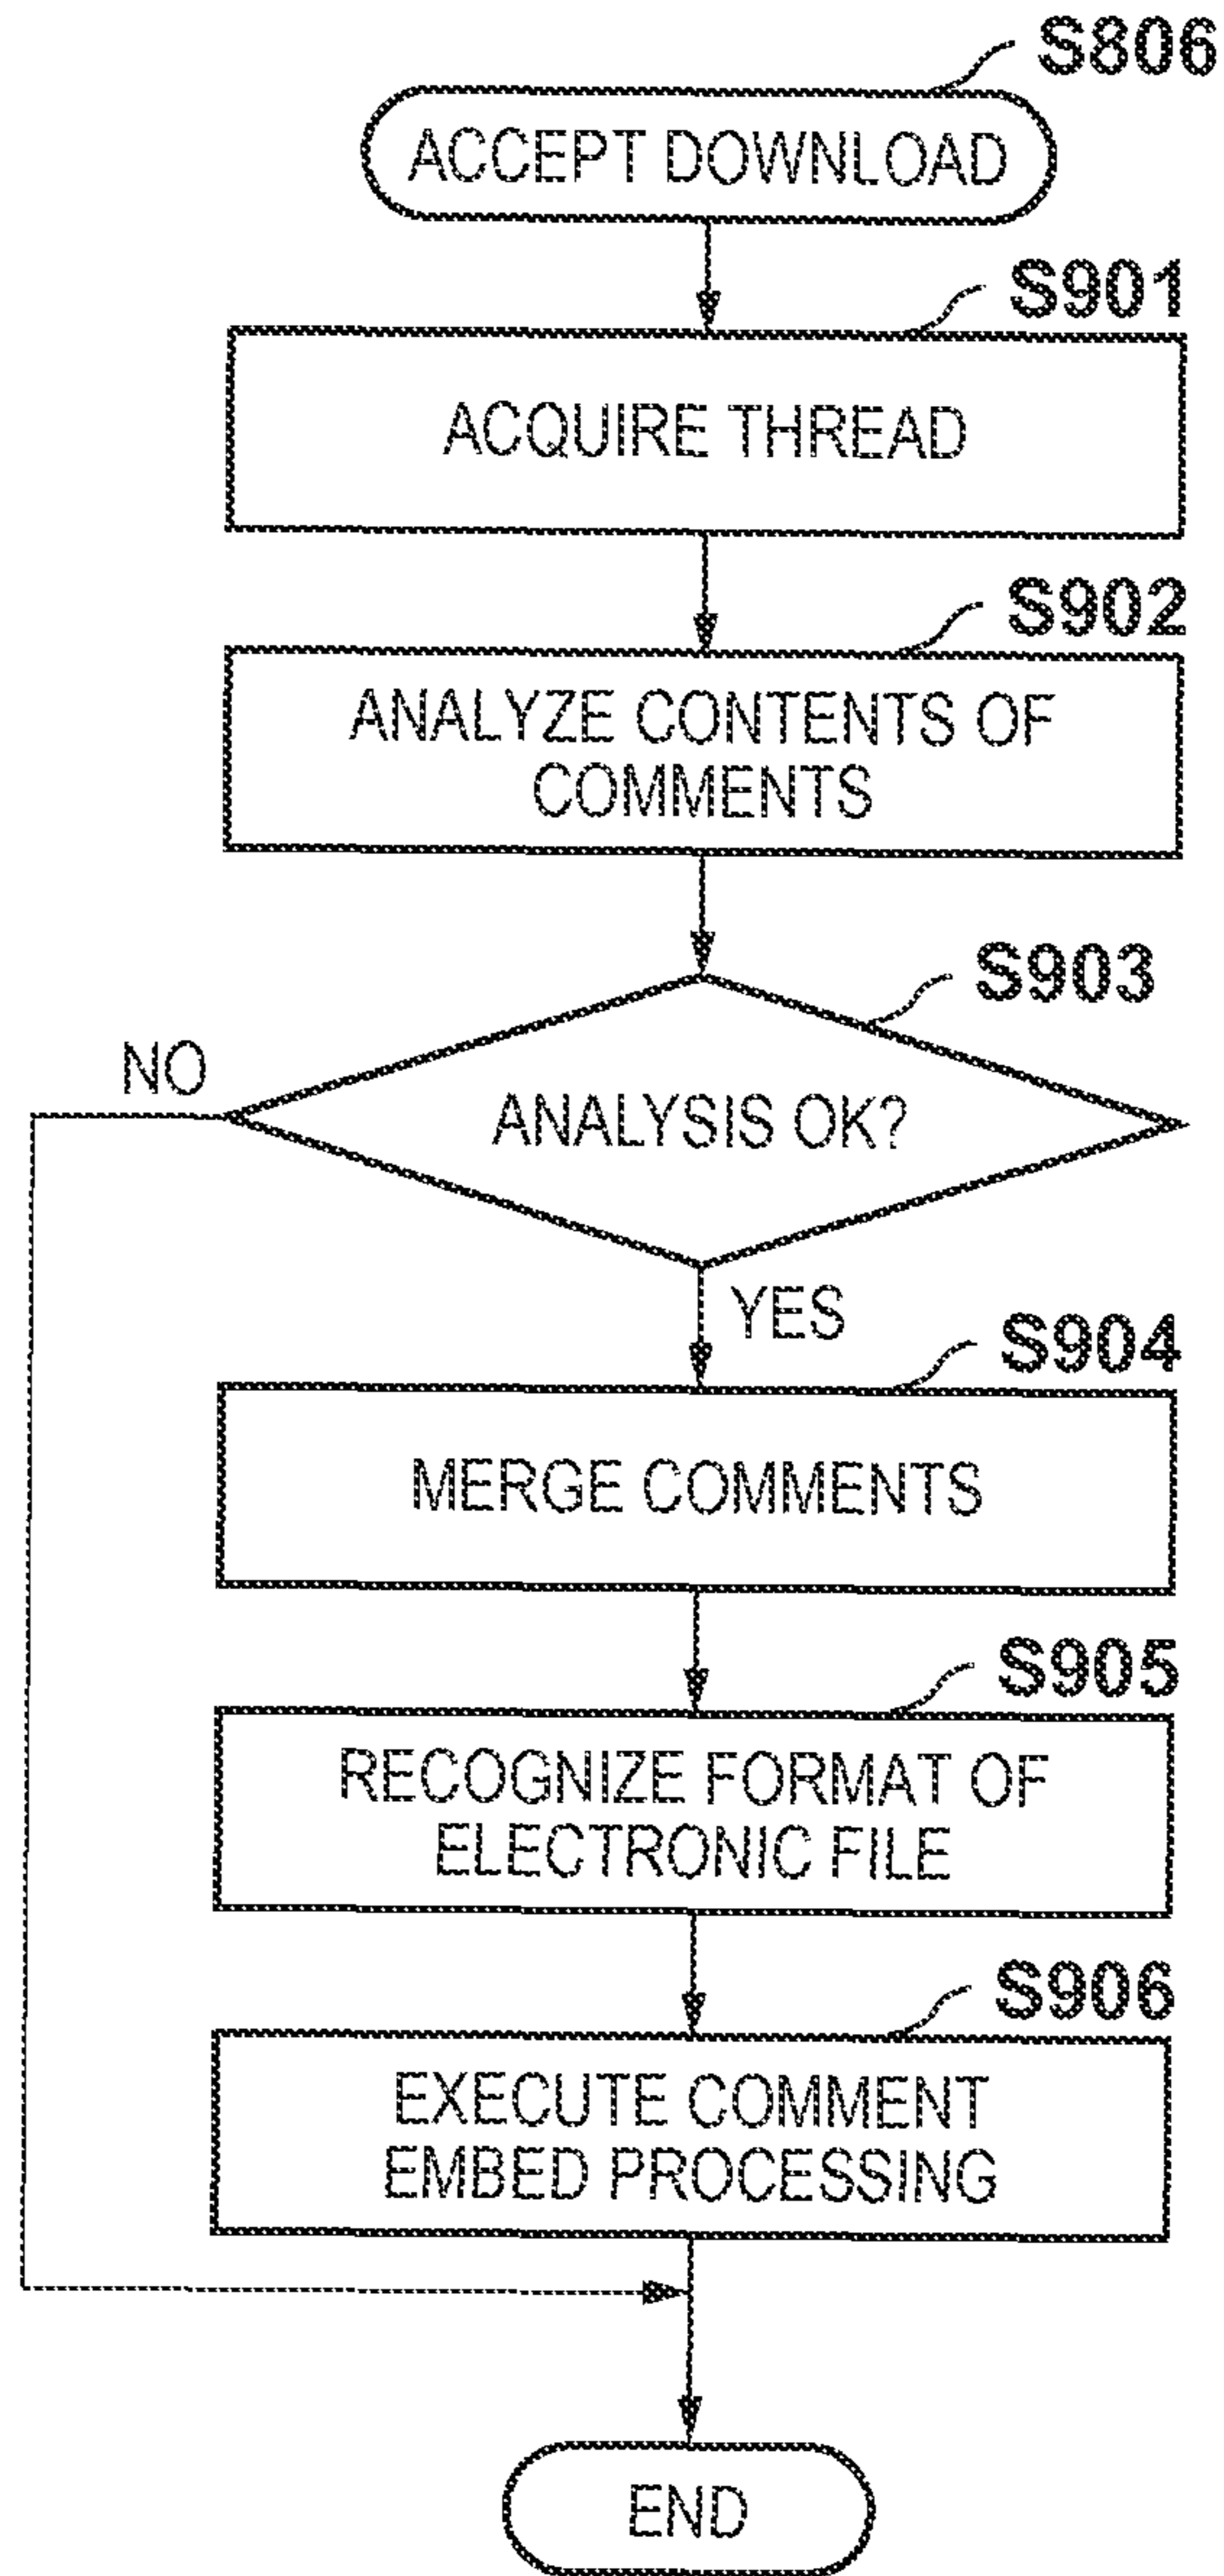 S806
ACCEPT DOWNLOAD
S901
ACQUIRE THREAD
S902
ANALYZE CONTENTS OF
COMMENTS
S903
NO
ANALYSIS OK?
YES
S904
MERGE COMMENTS
S905
RECOGNIZE FORMAT OF
ELECTRONIC FILE
S906
EXECUTE COMMENT
EMBED PROCESSING
END